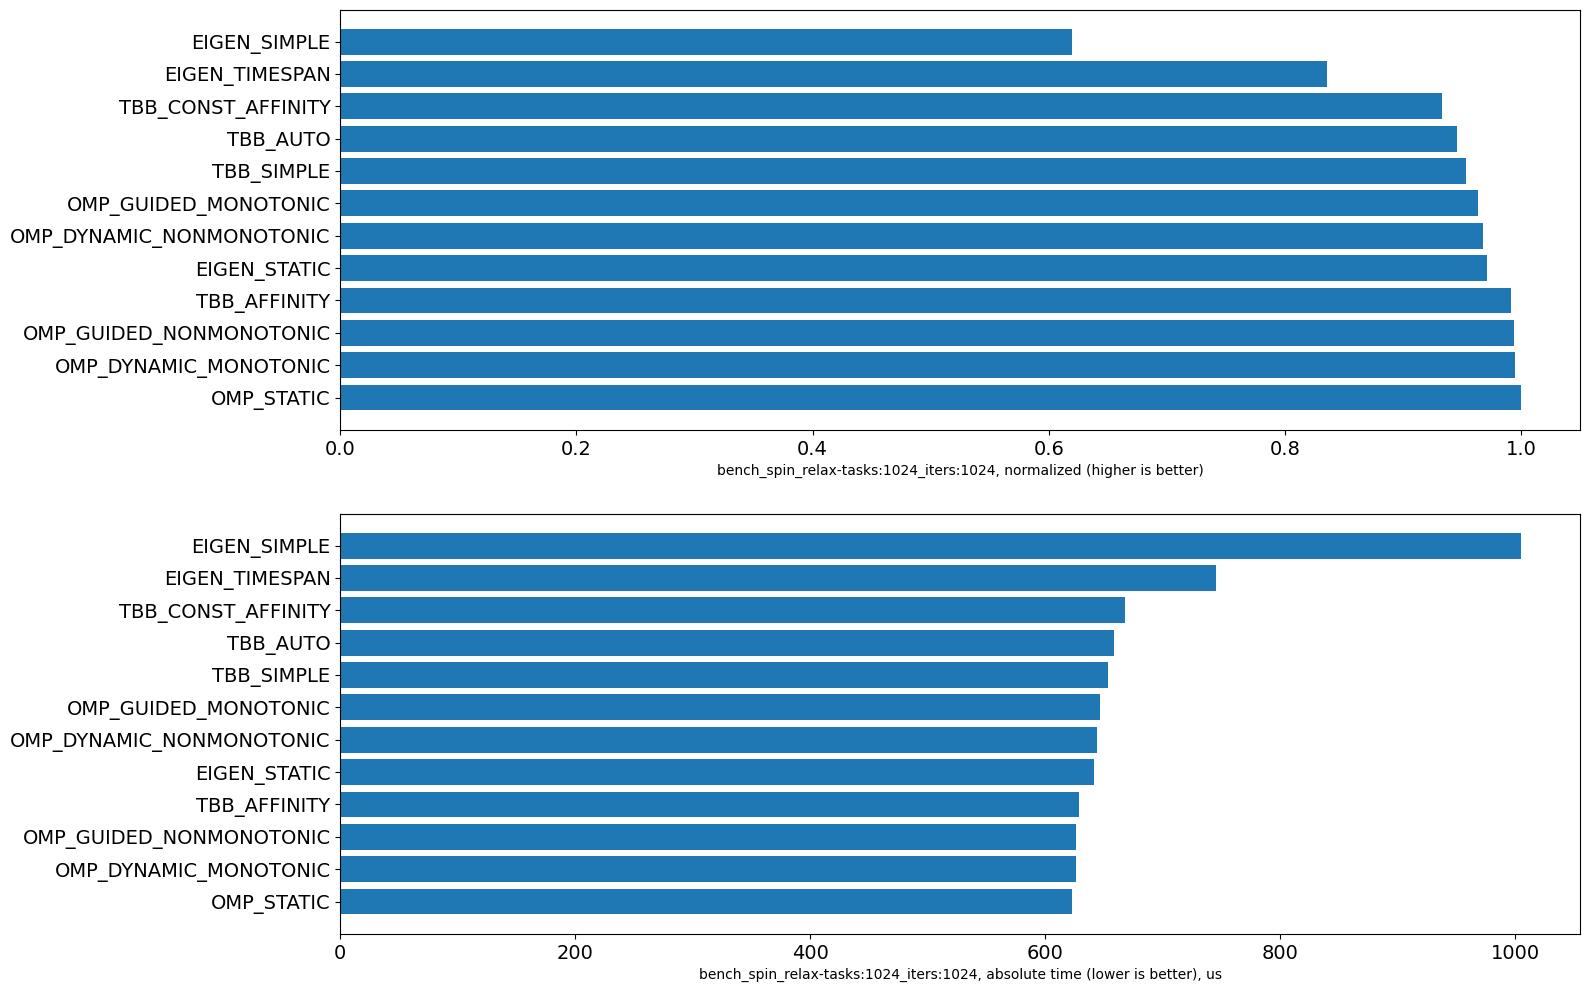 EIGEN_SIMPLE
EIGEN_TIMESPAN
TBB_CONST_AFFINITY
TBB_AUTO
TBB_SIMPLE
OMP_GUIDED_MONOTONIC
OMP_DYNAMIC_NONMONOTONIC
EIGEN_STATIC
TBB_AFFINITY
OMP_GUIDED_NONMONOTONIC
OMP_DYNAMIC_MONOTONIC
OMP_STATIC
0.0 0.2 0.4 0.6 0.8 1.0
bench_spin_relax-tasks:1024_iters:1024, normalized (higher is better)
EIGEN_SIMPLE
EIGEN_TIMESPAN
TBB_CONST_AFFINITY
TBB_AUTO
TBB_SIMPLE
OMP_GUIDED_MONOTONIC
OMP_DYNAMIC_NONMONOTONIC
EIGEN_STATIC
TBB_AFFINITY
OMP_GUIDED_NONMONOTONIC
OMP_DYNAMIC_MONOTONIC
OMP_STATIC
0 200 400 600 800 1000
bench_spin_relax-tasks:1024_iters:1024, absolute time (lower is better), us